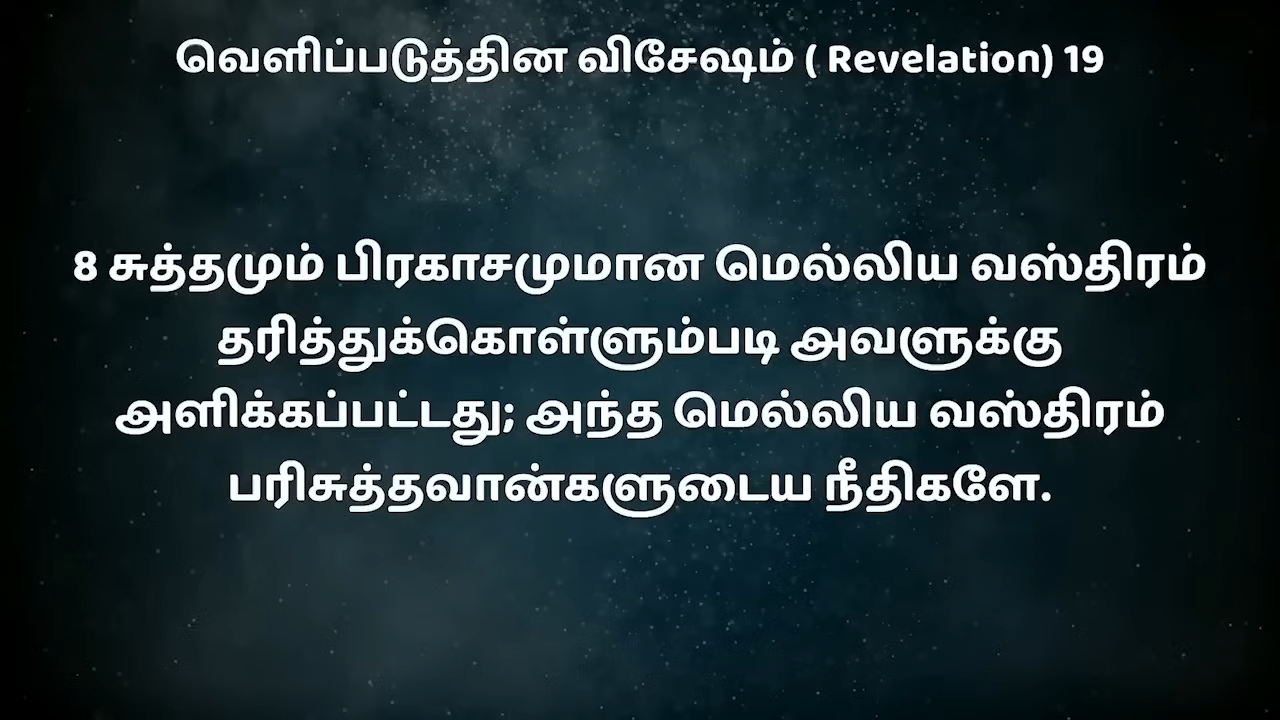 வெளிப்படுத்தின விசேஷம் ( Revelation) 19
8 சுத்தமும் பிரகாசமுமான மெல்லிய வஸ்திரம்
தரித்துக்கொள்ளும்படி அவளுக்கு
அளிக்கப்பட்டது; அந்த மெல்லிய வஸ்திரம்
பரிசுத்தவான்களுடைய நீதிகளே.